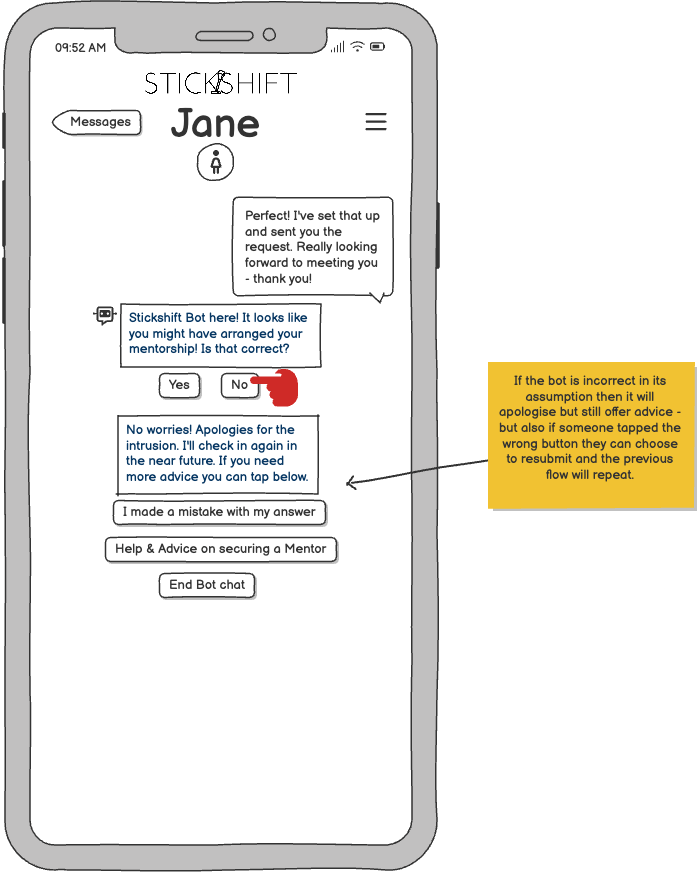 09:52 AM
STICKSHIFT
Messages
Jane
Perfect! I've set that up
and sent you the
request. Really looking
forward to meeting you
- thank you!
Stickshift Bot here! It looks like
you might have arranged your
mentorship! Is that correct?
Yes
No
No worries! Apologies for the
intrusion. I'll check in again in
the near future. If you need
more advice you can tap below.
I made a mistake with my answer
Help & Advice on securing a Mentor
End Bot chat
If the bot is incorrect in its
assumption then it will
apologise but still offer advice -
but also if someone tapped the
wrong button they can choose
to resubmit and the previous
flow will repeat.